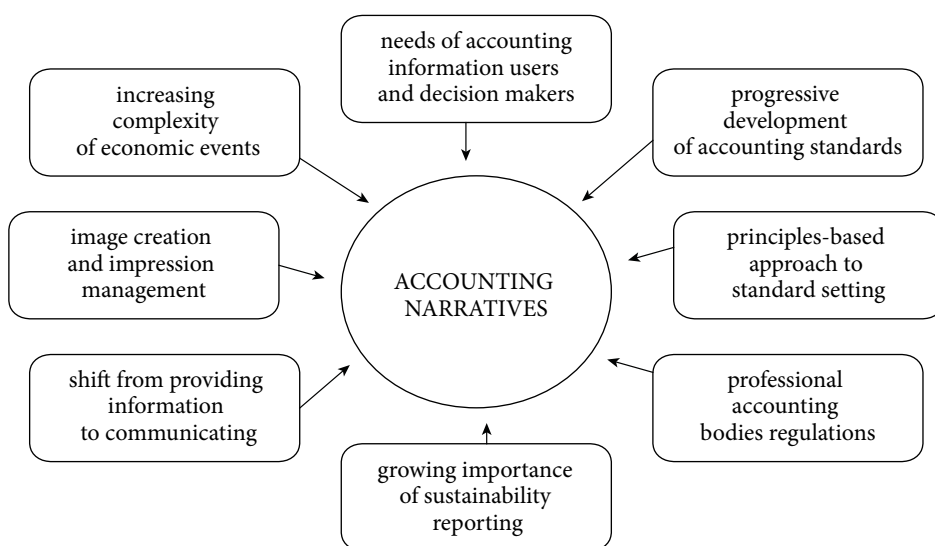 needs of accounting
information users
and decision makers
increasing
complexity
of economic events
progressive
development
of accounting standards
image creation
and impression
management
ACCOUNTING
NARRATIVES
principles-based
approach to
standard setting
shift from providing
information
to communicating
professional
accounting
bodies regulations
growing importance
of sustainability
reporting